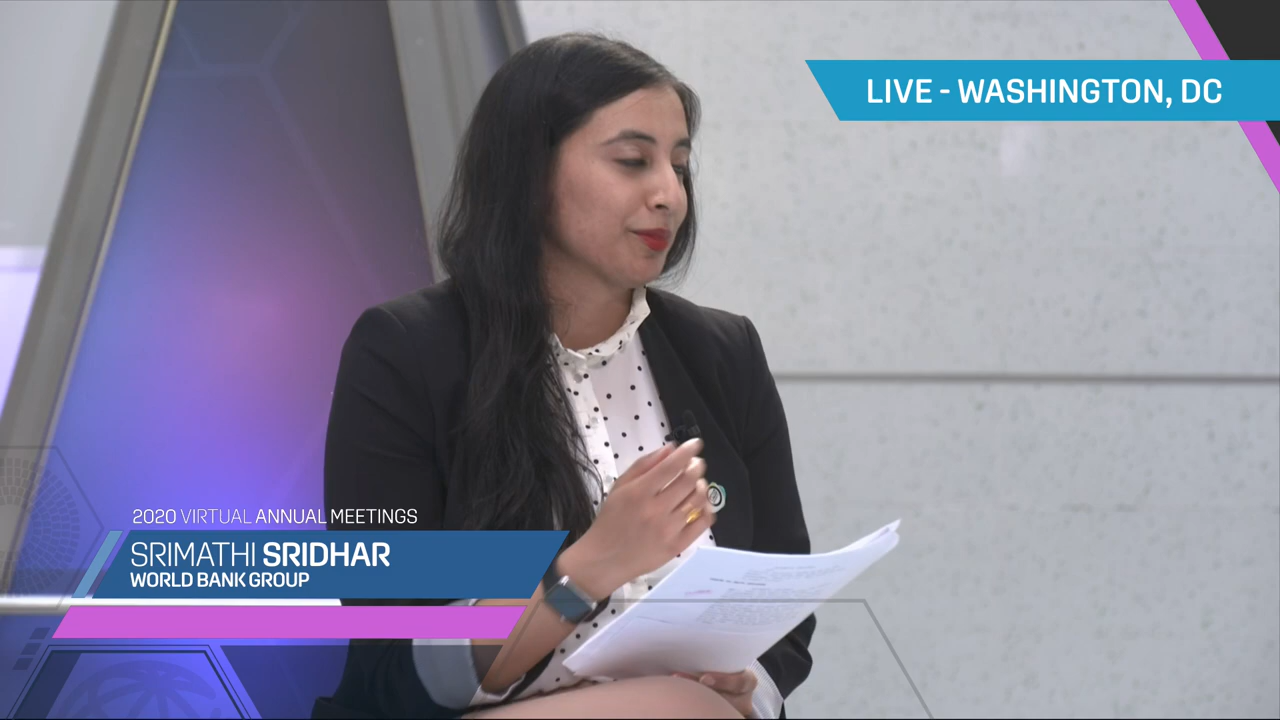 LIVE - WASHINGTON, DC
2020 VIRTUAL ANNUAL MEETINGS
SRIMATHI SRIDHAR
WORLD BANK GROUP